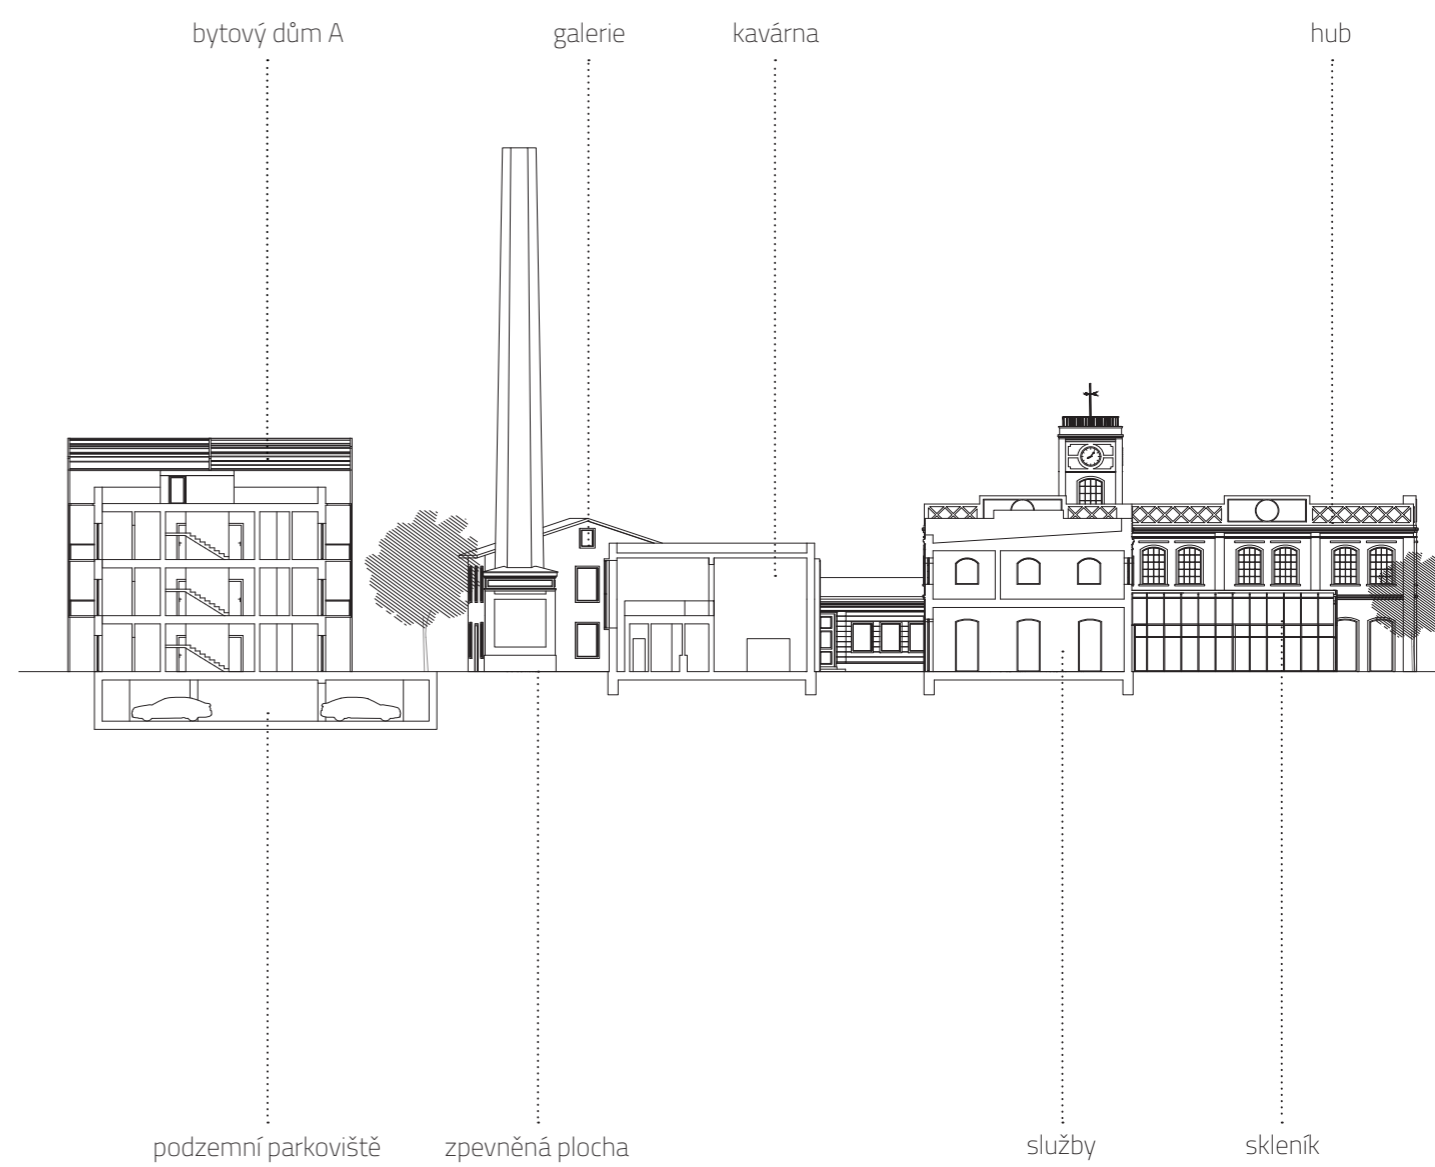 bytový dům A
galerie
kavárna
hub
podzemní parkoviště
zpevněná plocha
služby
skleník